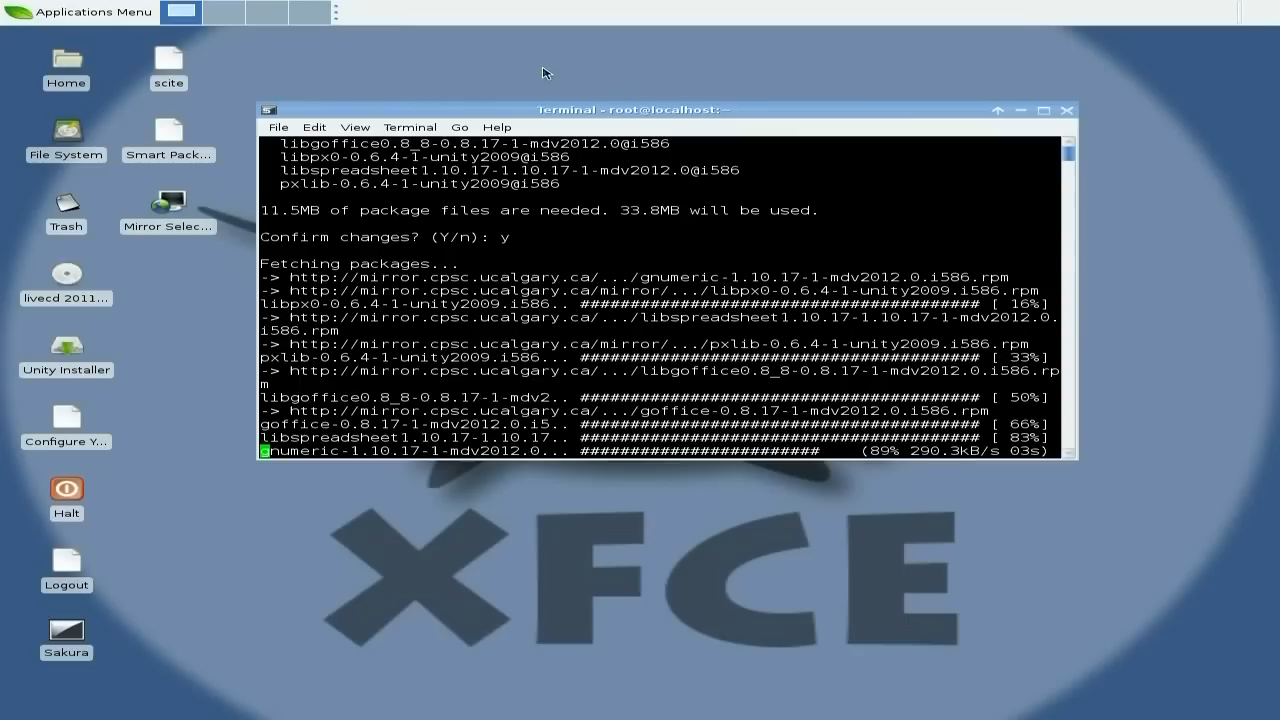 Applications Menu
Home
scite
File System
Smart Pack...
Trash
Mirror Selec...
livecd 2011...
Unity Installer
Configure Y...
Halt
Logout
Sakura
Terminal - root@localhost:~
File Edit View Terminal Go Help
libgoffice0.8_8-0.8.17-1-mdv2012.0@i586
libpx0-0.6.4-1-unity2009@i586
libspreadsheet1.10.17-1.10.17-1-mdv2012.0@i586
pxlib-0.6.4-1-unity2009@i586
11.5MB of package files are needed. 33.8MB will be used.
Confirm changes? (Y/n): y
Fetching packages...
-> http://mirror.cpsc.ucalgary.ca/.../gnumeric-1.10.17-1-mdv2012.0.i586.rpm
-> http://mirror.cpsc.ucalgary.ca/mirror/.../libpx0-0.6.4-1-unity2009.i586.rpm
libpx0-0.6.4-1-unity2009.i586.. ######################################## [ 16%]
-> http://mirror.cpsc.ucalgary.ca/.../libspreadsheet1.10.17-1.10.17-1-mdv2012.0.
i586.rpm
-> http://mirror.cpsc.ucalgary.ca/mirror/.../pxlib-0.6.4-1-unity2009.i586.rpm
pxlib-0.6.4-1-unity2009.i586... ######################################## [ 33%]
-> http://mirror.cpsc.ucalgary.ca/.../libgoffice0.8_8-0.8.17-1-mdv2012.0.i586.rp
m
libgoffice0.8_8-0.8.17-1-mdv2.. ######################################## [ 50%]
-> http://mirror.cpsc.ucalgary.ca/.../goffice-0.8.17-1-mdv2012.0.i586.rpm
goffice-0.8.17-1-mdv2012.0.i5.. ######################################## [ 66%]
libspreadsheet1.10.17-1.10.17.. ######################################## [ 83%]
gnumeric-1.10.17-1-mdv2012.0... ######################## (89% 290.3kB/s 03s)
XFCE